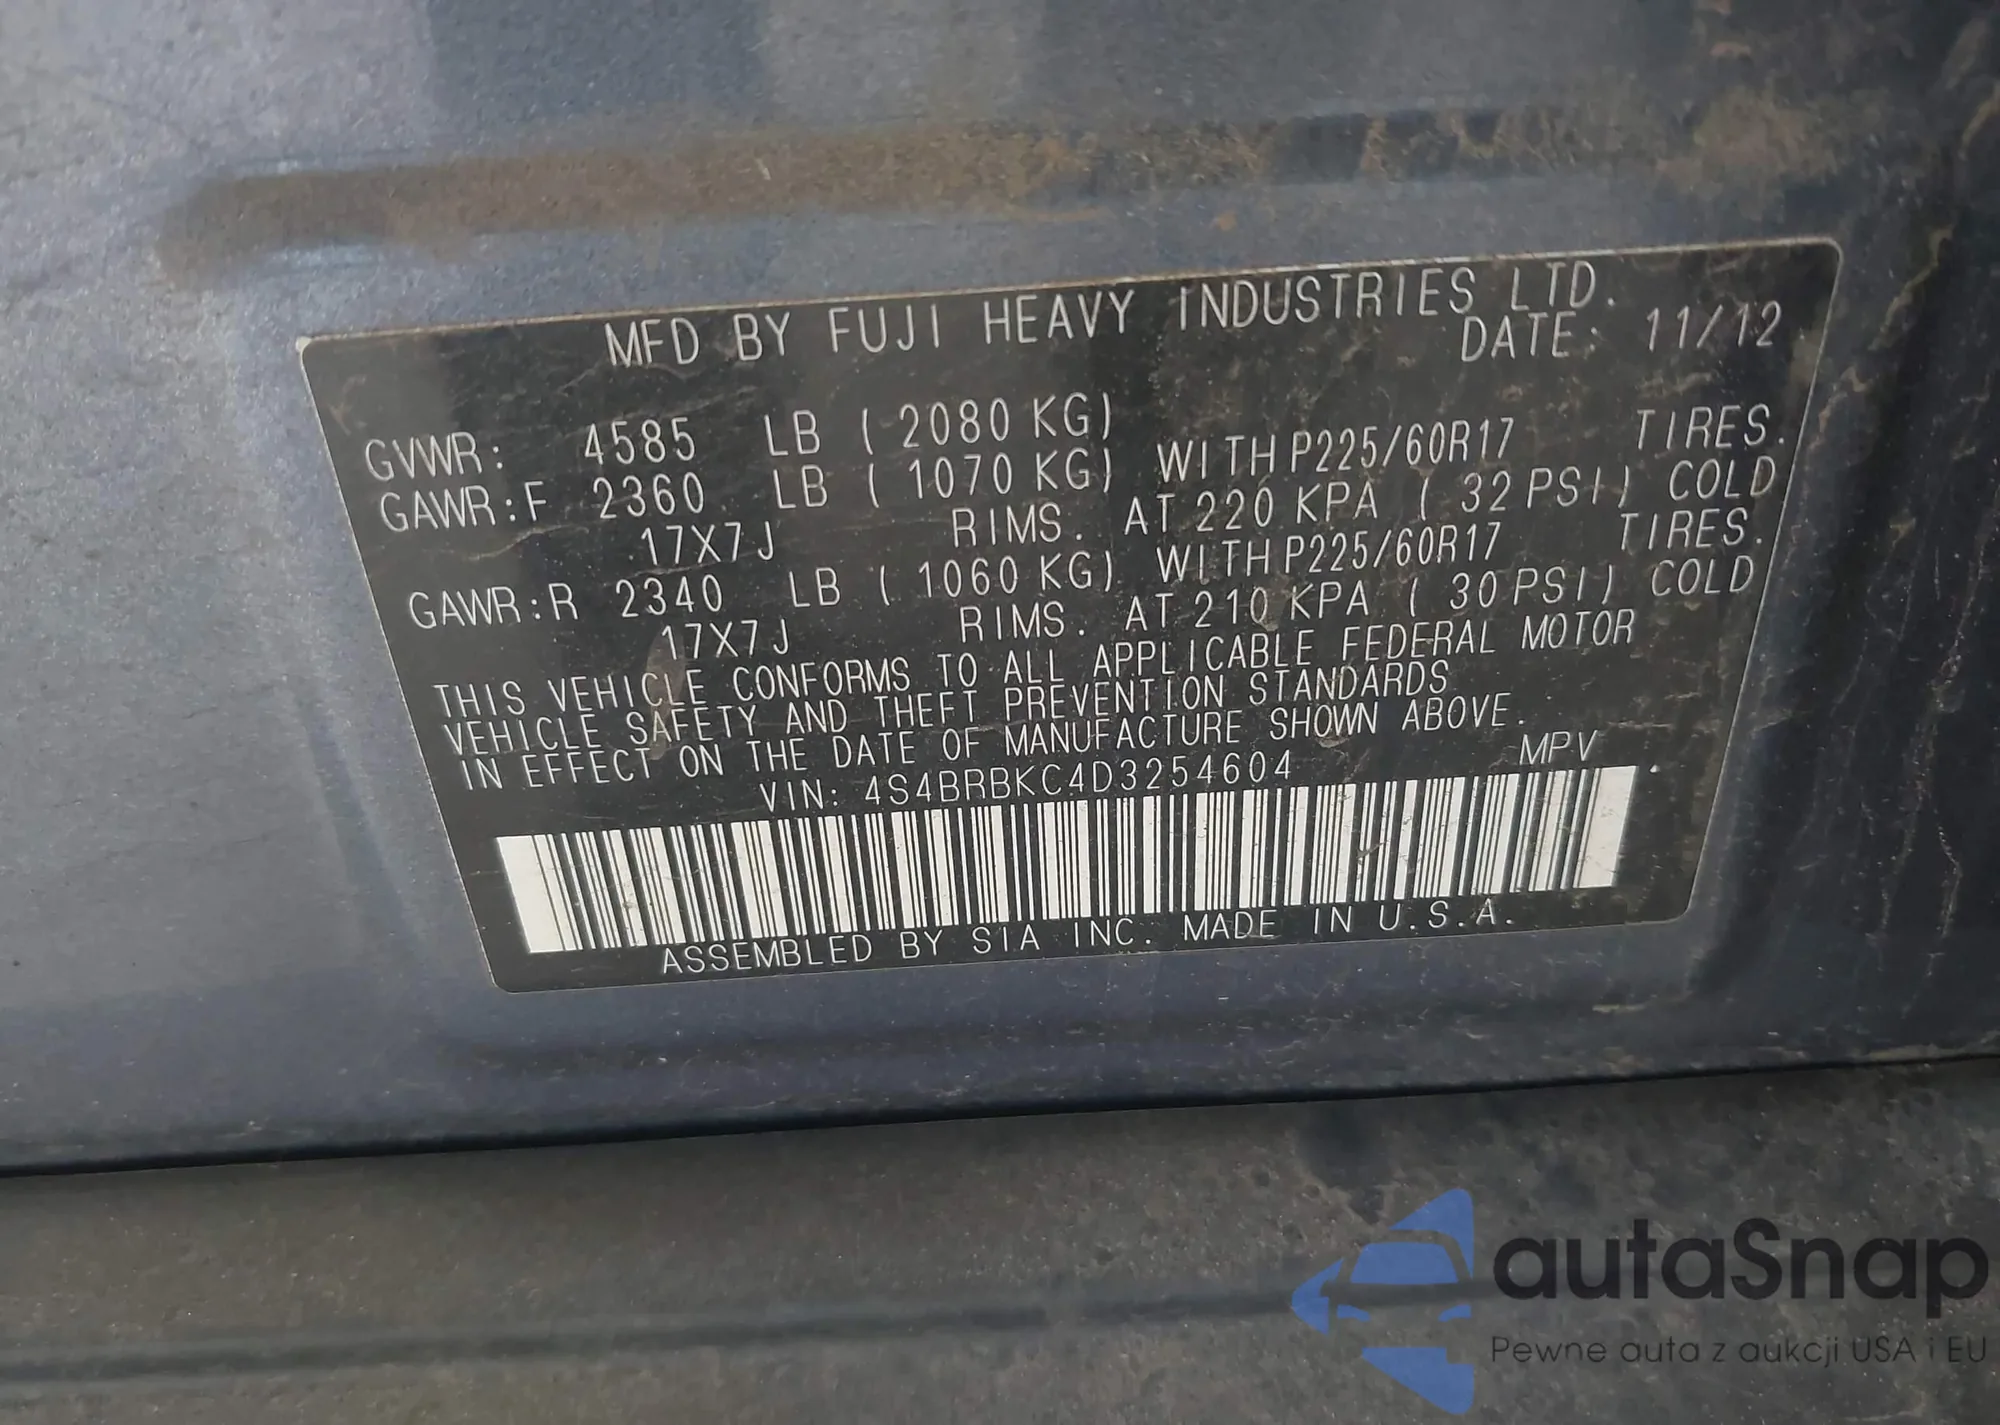 MFD BY FUJI HEAVY INDUSTRIES LTD.
DATE: 11/12
GVWR: 4585 LB ( 2080 KG)
GAWR:F 2360 LB ( 1070 KG) WITH P225/60R17 TIRES.
17X7J RIMS. AT 220 KPA ( 32 PSI) COLD
GAWR:R 2340 LB ( 1060 KG) WITH P225/60R17 TIRES.
17X7J RIMS. AT 210 KPA ( 30 PSI) COLD
THIS VEHICLE CONFORMS TO ALL APPLICABLE FEDERAL MOTOR
VEHICLE SAFETY AND THEFT PREVENTION STANDARDS
IN EFFECT ON THE DATE OF MANUFACTURE SHOWN ABOVE.
VIN: 4S4BRBKC4D3254604 MPV
ASSEMBLED BY SIA INC. MADE IN U.S.A.
autaSnap
Pewne auta z aukcji USA i EU